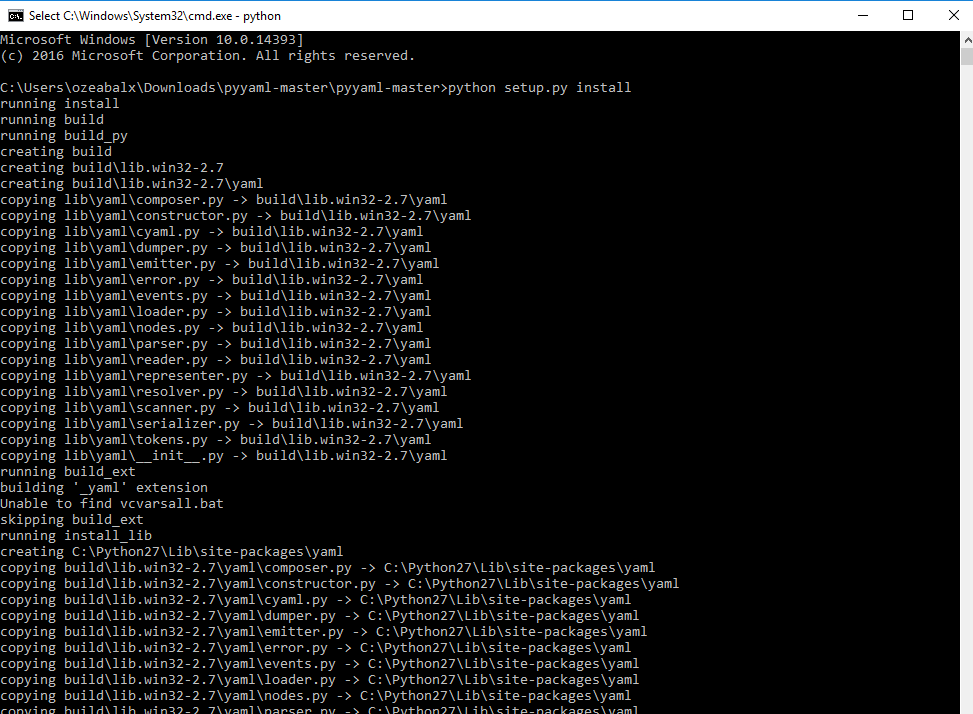 Select C:\Windows\System32\cmd.exe - python
Microsoft Windows [Version 10.0.14393]
(c) 2016 Microsoft Corporation. All rights reserved.
C:\Users\ozeabalx\Downloads\pyyaml-master\pyyaml-master>python setup.py install
running install
running build
running build_py
creating build
creating build\lib.win32-2.7
creating build\lib.win32-2.7\yaml
copying lib\yaml\composer.py -> build\lib.win32-2.7\yaml
copying lib\yaml\constructor.py -> build\lib.win32-2.7\yaml
copying lib\yaml\cyaml.py -> build\lib.win32-2.7\yaml
copying lib\yaml\dumper.py -> build\lib.win32-2.7\yaml
copying lib\yaml\emitter.py -> build\lib.win32-2.7\yaml
copying lib\yaml\error.py -> build\lib.win32-2.7\yaml
copying lib\yaml\events.py -> build\lib.win32-2.7\yaml
copying lib\yaml\loader.py -> build\lib.win32-2.7\yaml
copying lib\yaml\nodes.py -> build\lib.win32-2.7\yaml
copying lib\yaml\parser.py -> build\lib.win32-2.7\yaml
copying lib\yaml\reader.py -> build\lib.win32-2.7\yaml
copying lib\yaml\representer.py -> build\lib.win32-2.7\yaml
copying lib\yaml\resolver.py -> build\lib.win32-2.7\yaml
copying lib\yaml\scanner.py -> build\lib.win32-2.7\yaml
copying lib\yaml\serializer.py -> build\lib.win32-2.7\yaml
copying lib\yaml\tokens.py -> build\lib.win32-2.7\yaml
copying lib\yaml\__init__.py -> build\lib.win32-2.7\yaml
running build_ext
building '_yaml' extension
Unable to find vcvarsall.bat
skipping build_ext
running install_lib
creating C:\Python27\Lib\site-packages\yaml
copying build\lib.win32-2.7\yaml\composer.py -> C:\Python27\Lib\site-packages\yaml
copying build\lib.win32-2.7\yaml\constructor.py -> C:\Python27\Lib\site-packages\yaml
copying build\lib.win32-2.7\yaml\cyaml.py -> C:\Python27\Lib\site-packages\yaml
copying build\lib.win32-2.7\yaml\dumper.py -> C:\Python27\Lib\site-packages\yaml
copying build\lib.win32-2.7\yaml\emitter.py -> C:\Python27\Lib\site-packages\yaml
copying build\lib.win32-2.7\yaml\error.py -> C:\Python27\Lib\site-packages\yaml
copying build\lib.win32-2.7\yaml\events.py -> C:\Python27\Lib\site-packages\yaml
copying build\lib.win32-2.7\yaml\loader.py -> C:\Python27\Lib\site-packages\yaml
copying build\lib.win32-2.7\yaml\nodes.py -> C:\Python27\Lib\site-packages\yaml
copying build\lib.win32-2.7\yaml\parser.py -> C:\Python27\Lib\site-packages\yaml